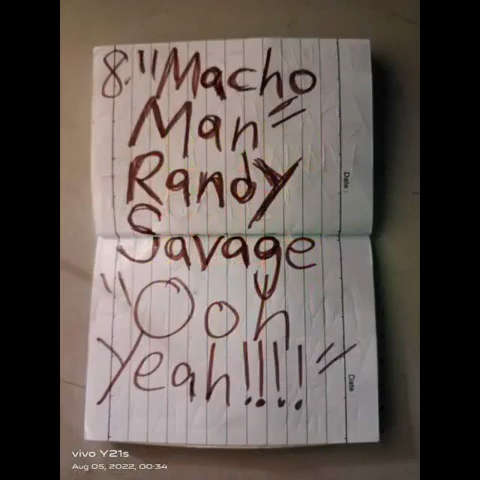 8."Macho
Man"
Randy
Savage
"Ooh
Yeah!!!!"
Date
Date
vivo Y21s
Aug 05, 2022, 00:34